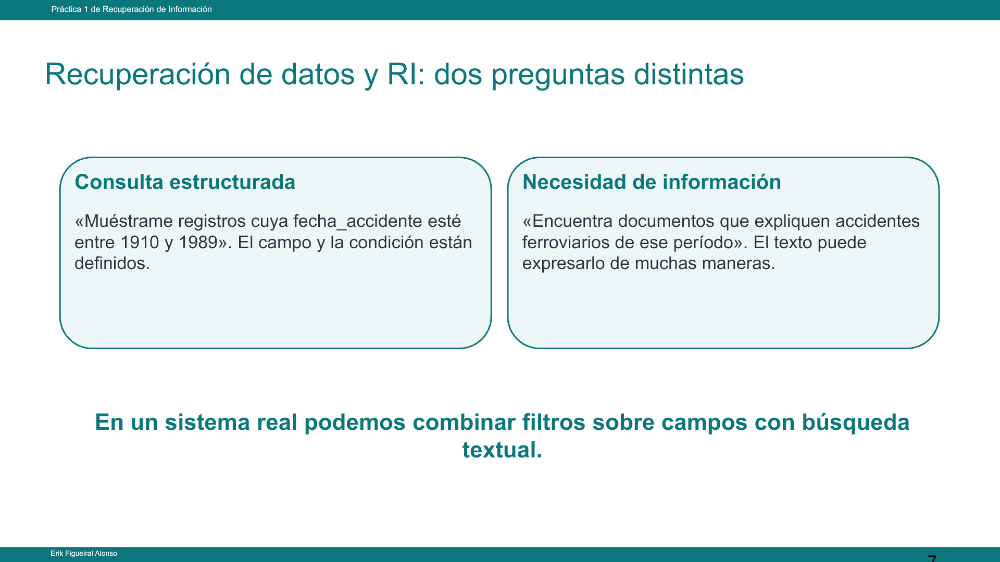 Práctica 1 de Recuperación de Información
Recuperación de datos y RI: dos preguntas distintas
Consulta estructurada
«Muéstrame registros cuya fecha_accidente esté
entre 1910 y 1989». El campo y la condición están
definidos.
Necesidad de información
«Encuentra documentos que expliquen accidentes
ferroviarios de ese período». El texto puede
expresarlo de muchas maneras.
En un sistema real podemos combinar filtros sobre campos con búsqueda
textual.
Erik Figueiral Alonso
7